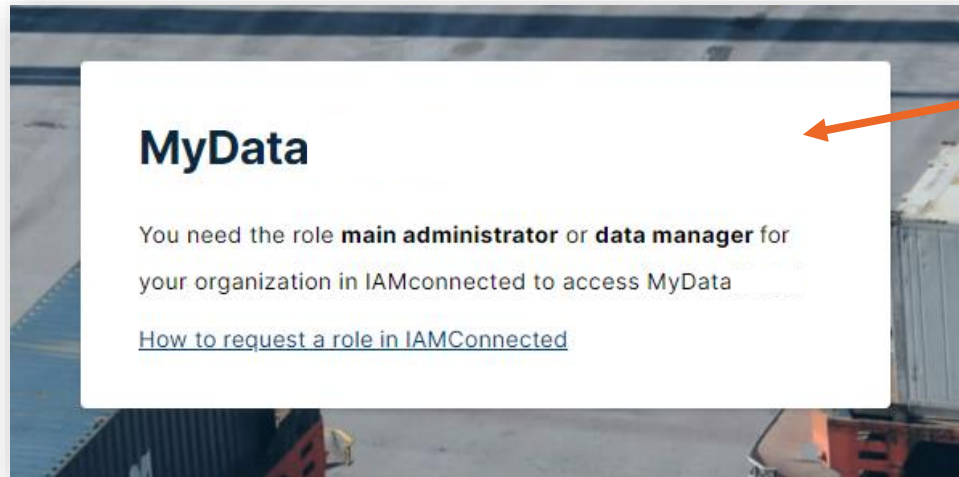 MyData
You need the role main administrator or data manager for
your organization in IAMconnected to access MyData
How to request a role in IAMConnected